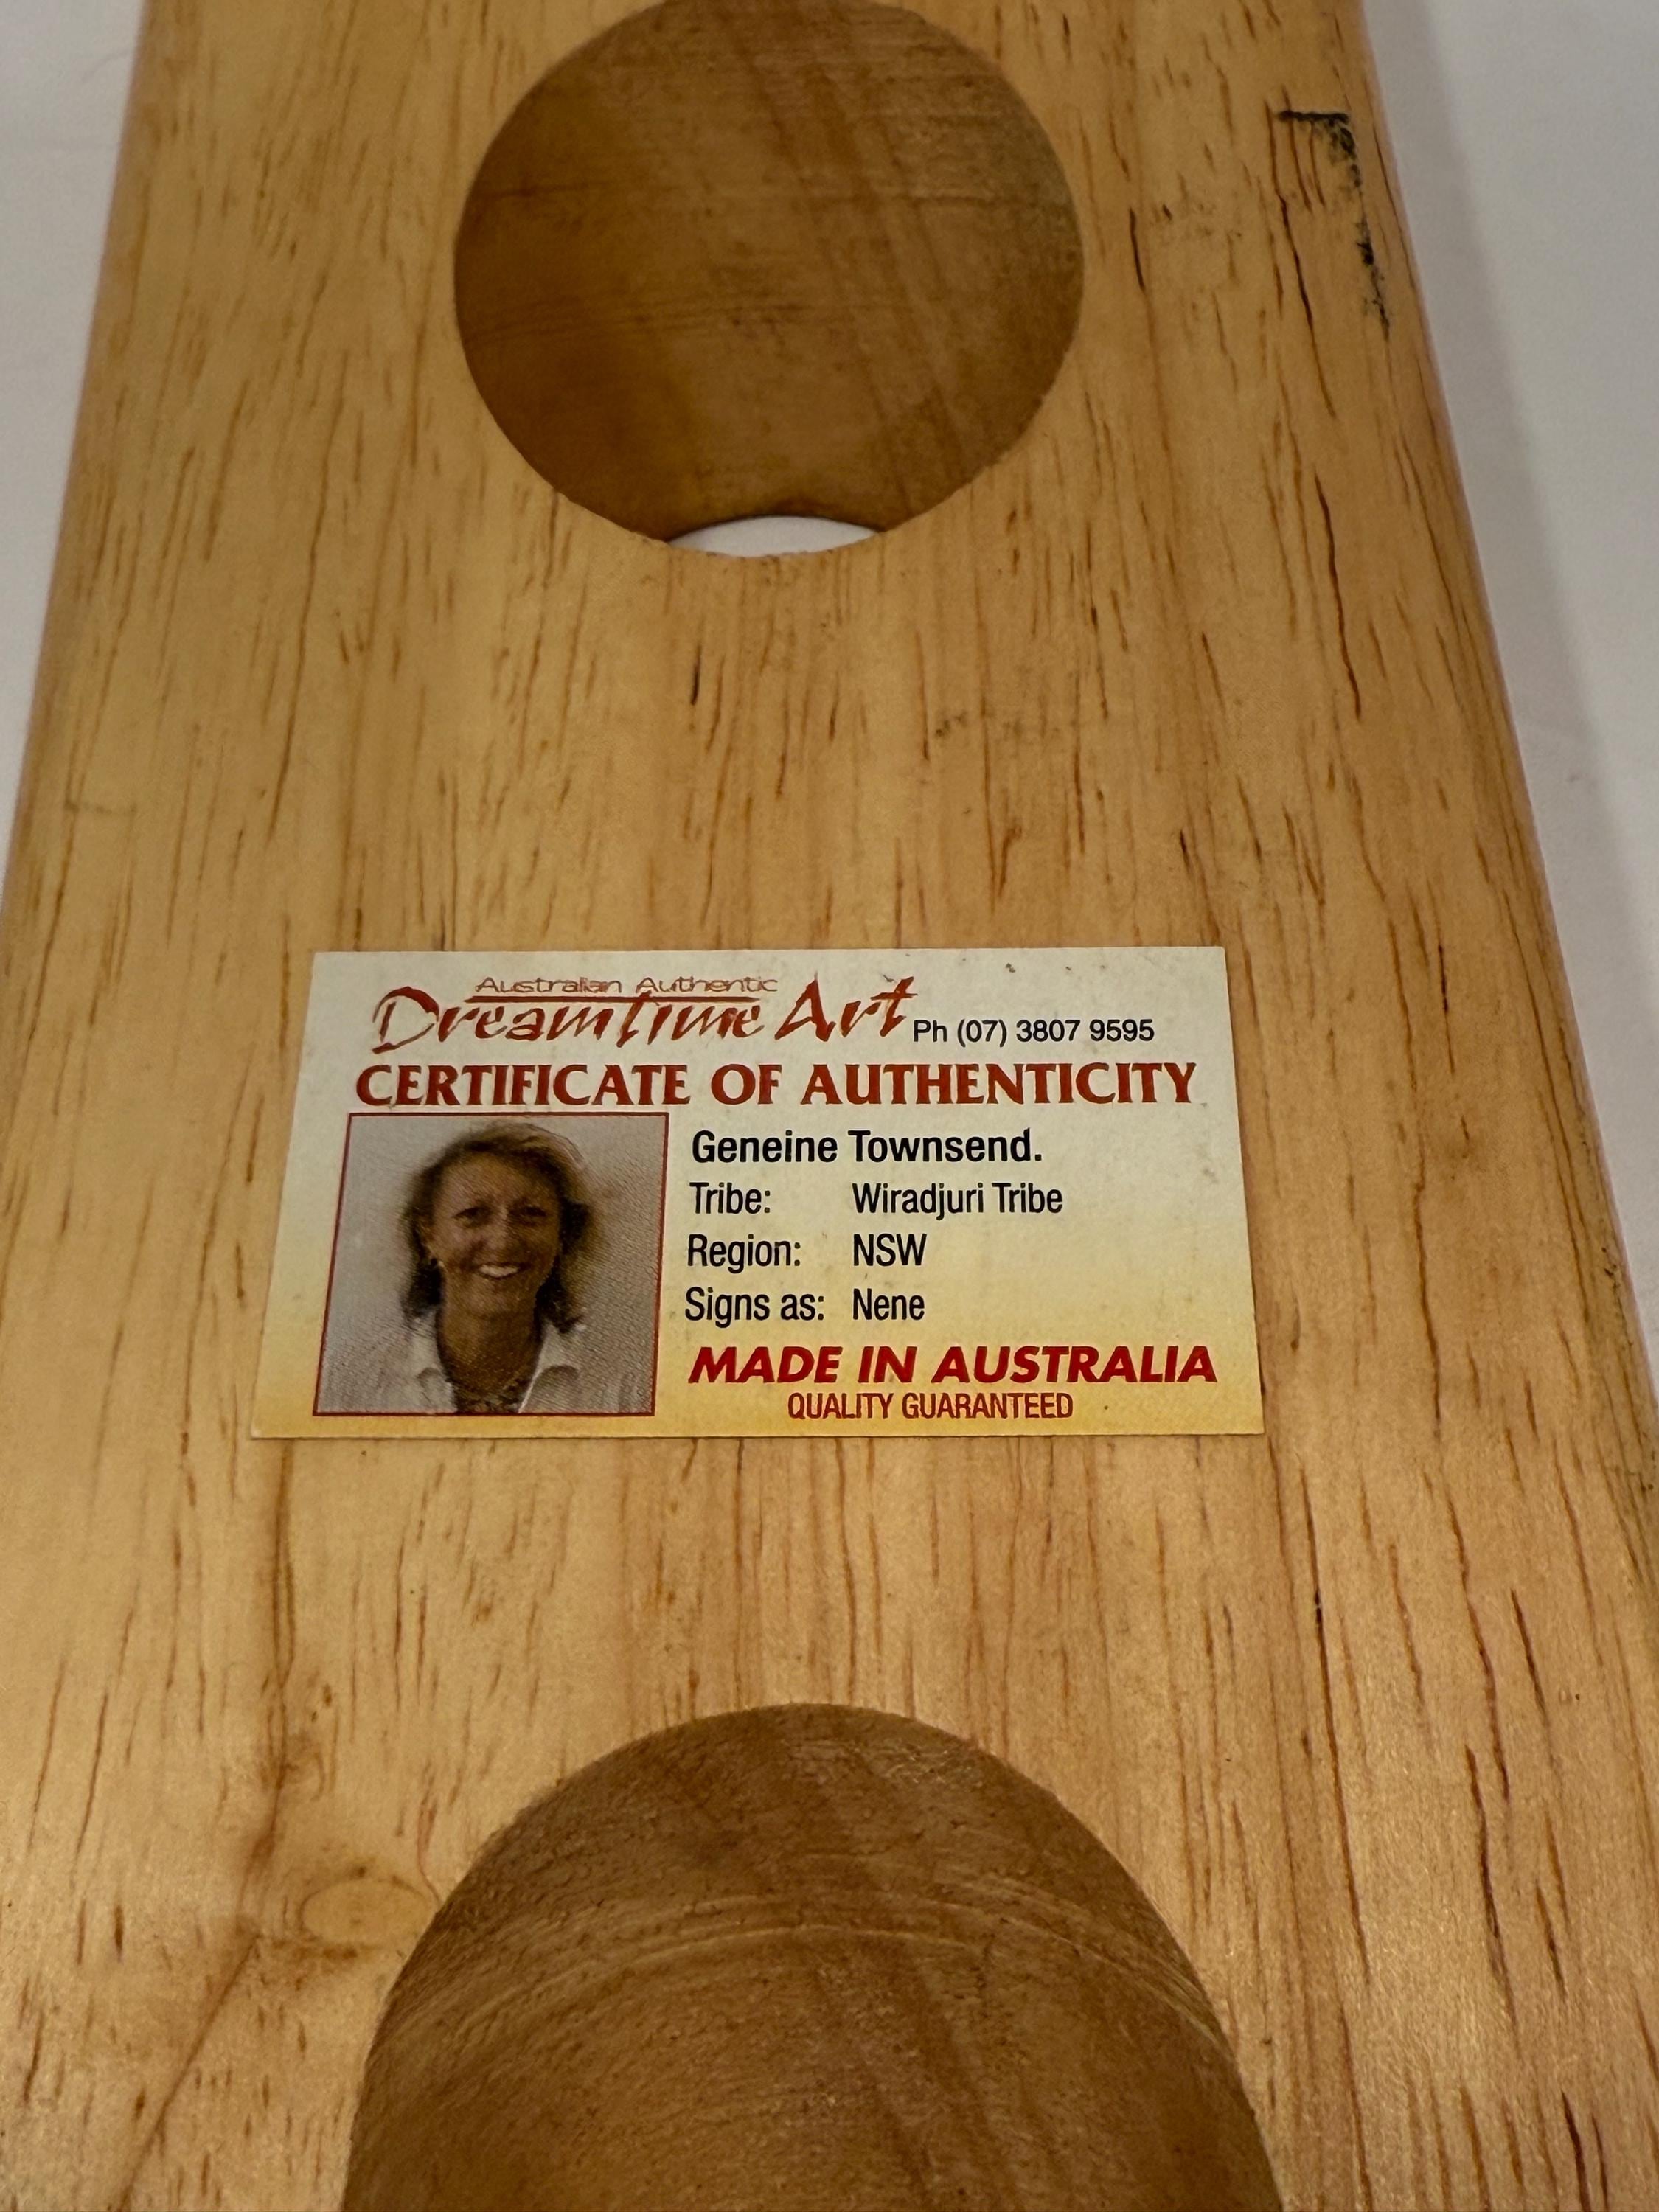 Australian Authentic
Dreamtime Art Ph (07) 3807 9595
CERTIFICATE OF AUTHENTICITY
Geneine Townsend.
Tribe: Wiradjuri Tribe
Region: NSW
Signs as: Nene
MADE IN AUSTRALIA
QUALITY GUARANTEED